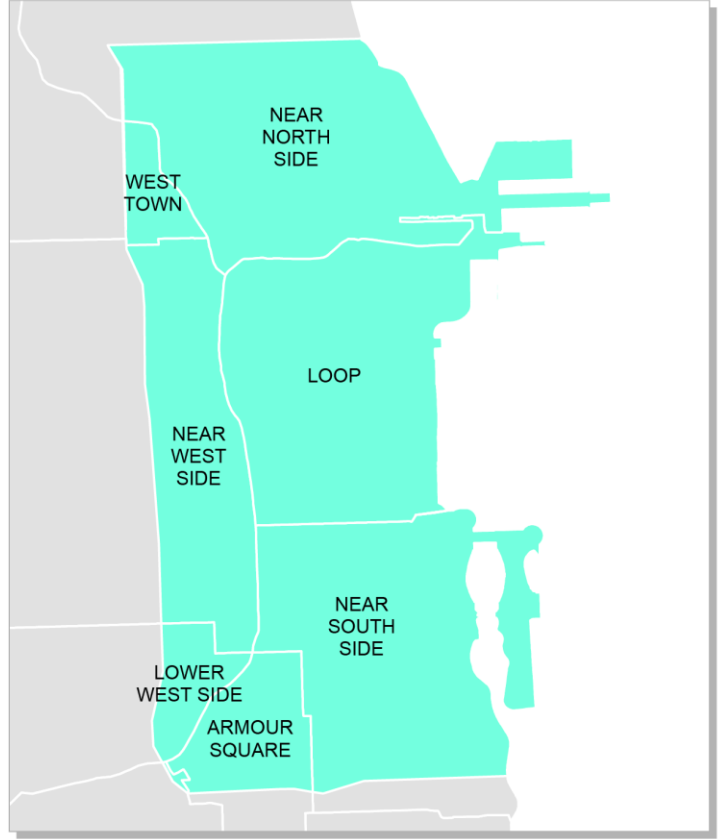 NEAR
NORTH
SIDE
WEST
TOWN
LOOP
NEAR
WEST
SIDE
NEAR
SOUTH
SIDE
LOWER
WEST SIDE
ARMOUR
SQUARE